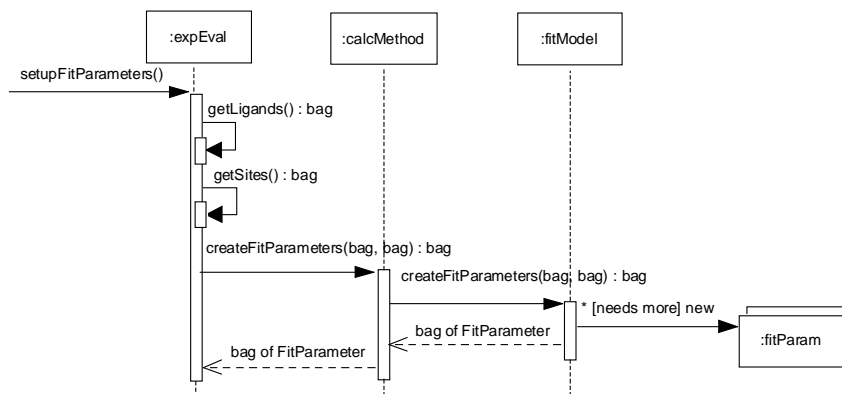 :expEval
:calcMethod
:fitModel
setupFitParameters()
getLigands() : bag
getSites() : bag
createFitParameters(bag, bag) : bag
createFitParameters(bag, bag) : bag
* [needs more] new
:fitParam
bag of FitParameter
bag of FitParameter